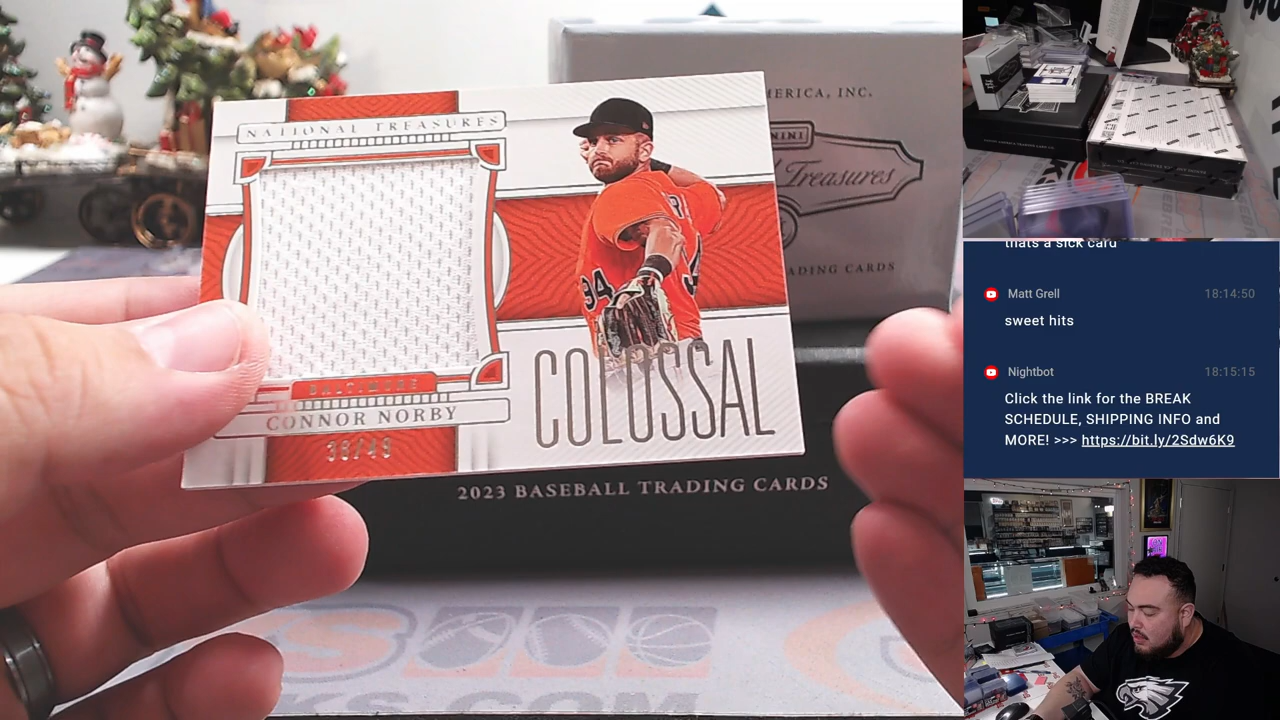 NATIONAL TREASURES
BALTIMORE
CONNOR NORBY
38/49
COLOSSAL
94
AMERICA, INC.
PANINI
Treasures
TRADING CARDS
2023 BASEBALL TRADING CARDS
thats a sick card
Matt Grell 18:14:50
sweet hits
Nightbot 18:15:15
Click the link for the BREAK
SCHEDULE, SHIPPING INFO and
MORE! >>> https://bit.ly/2Sdw6K9